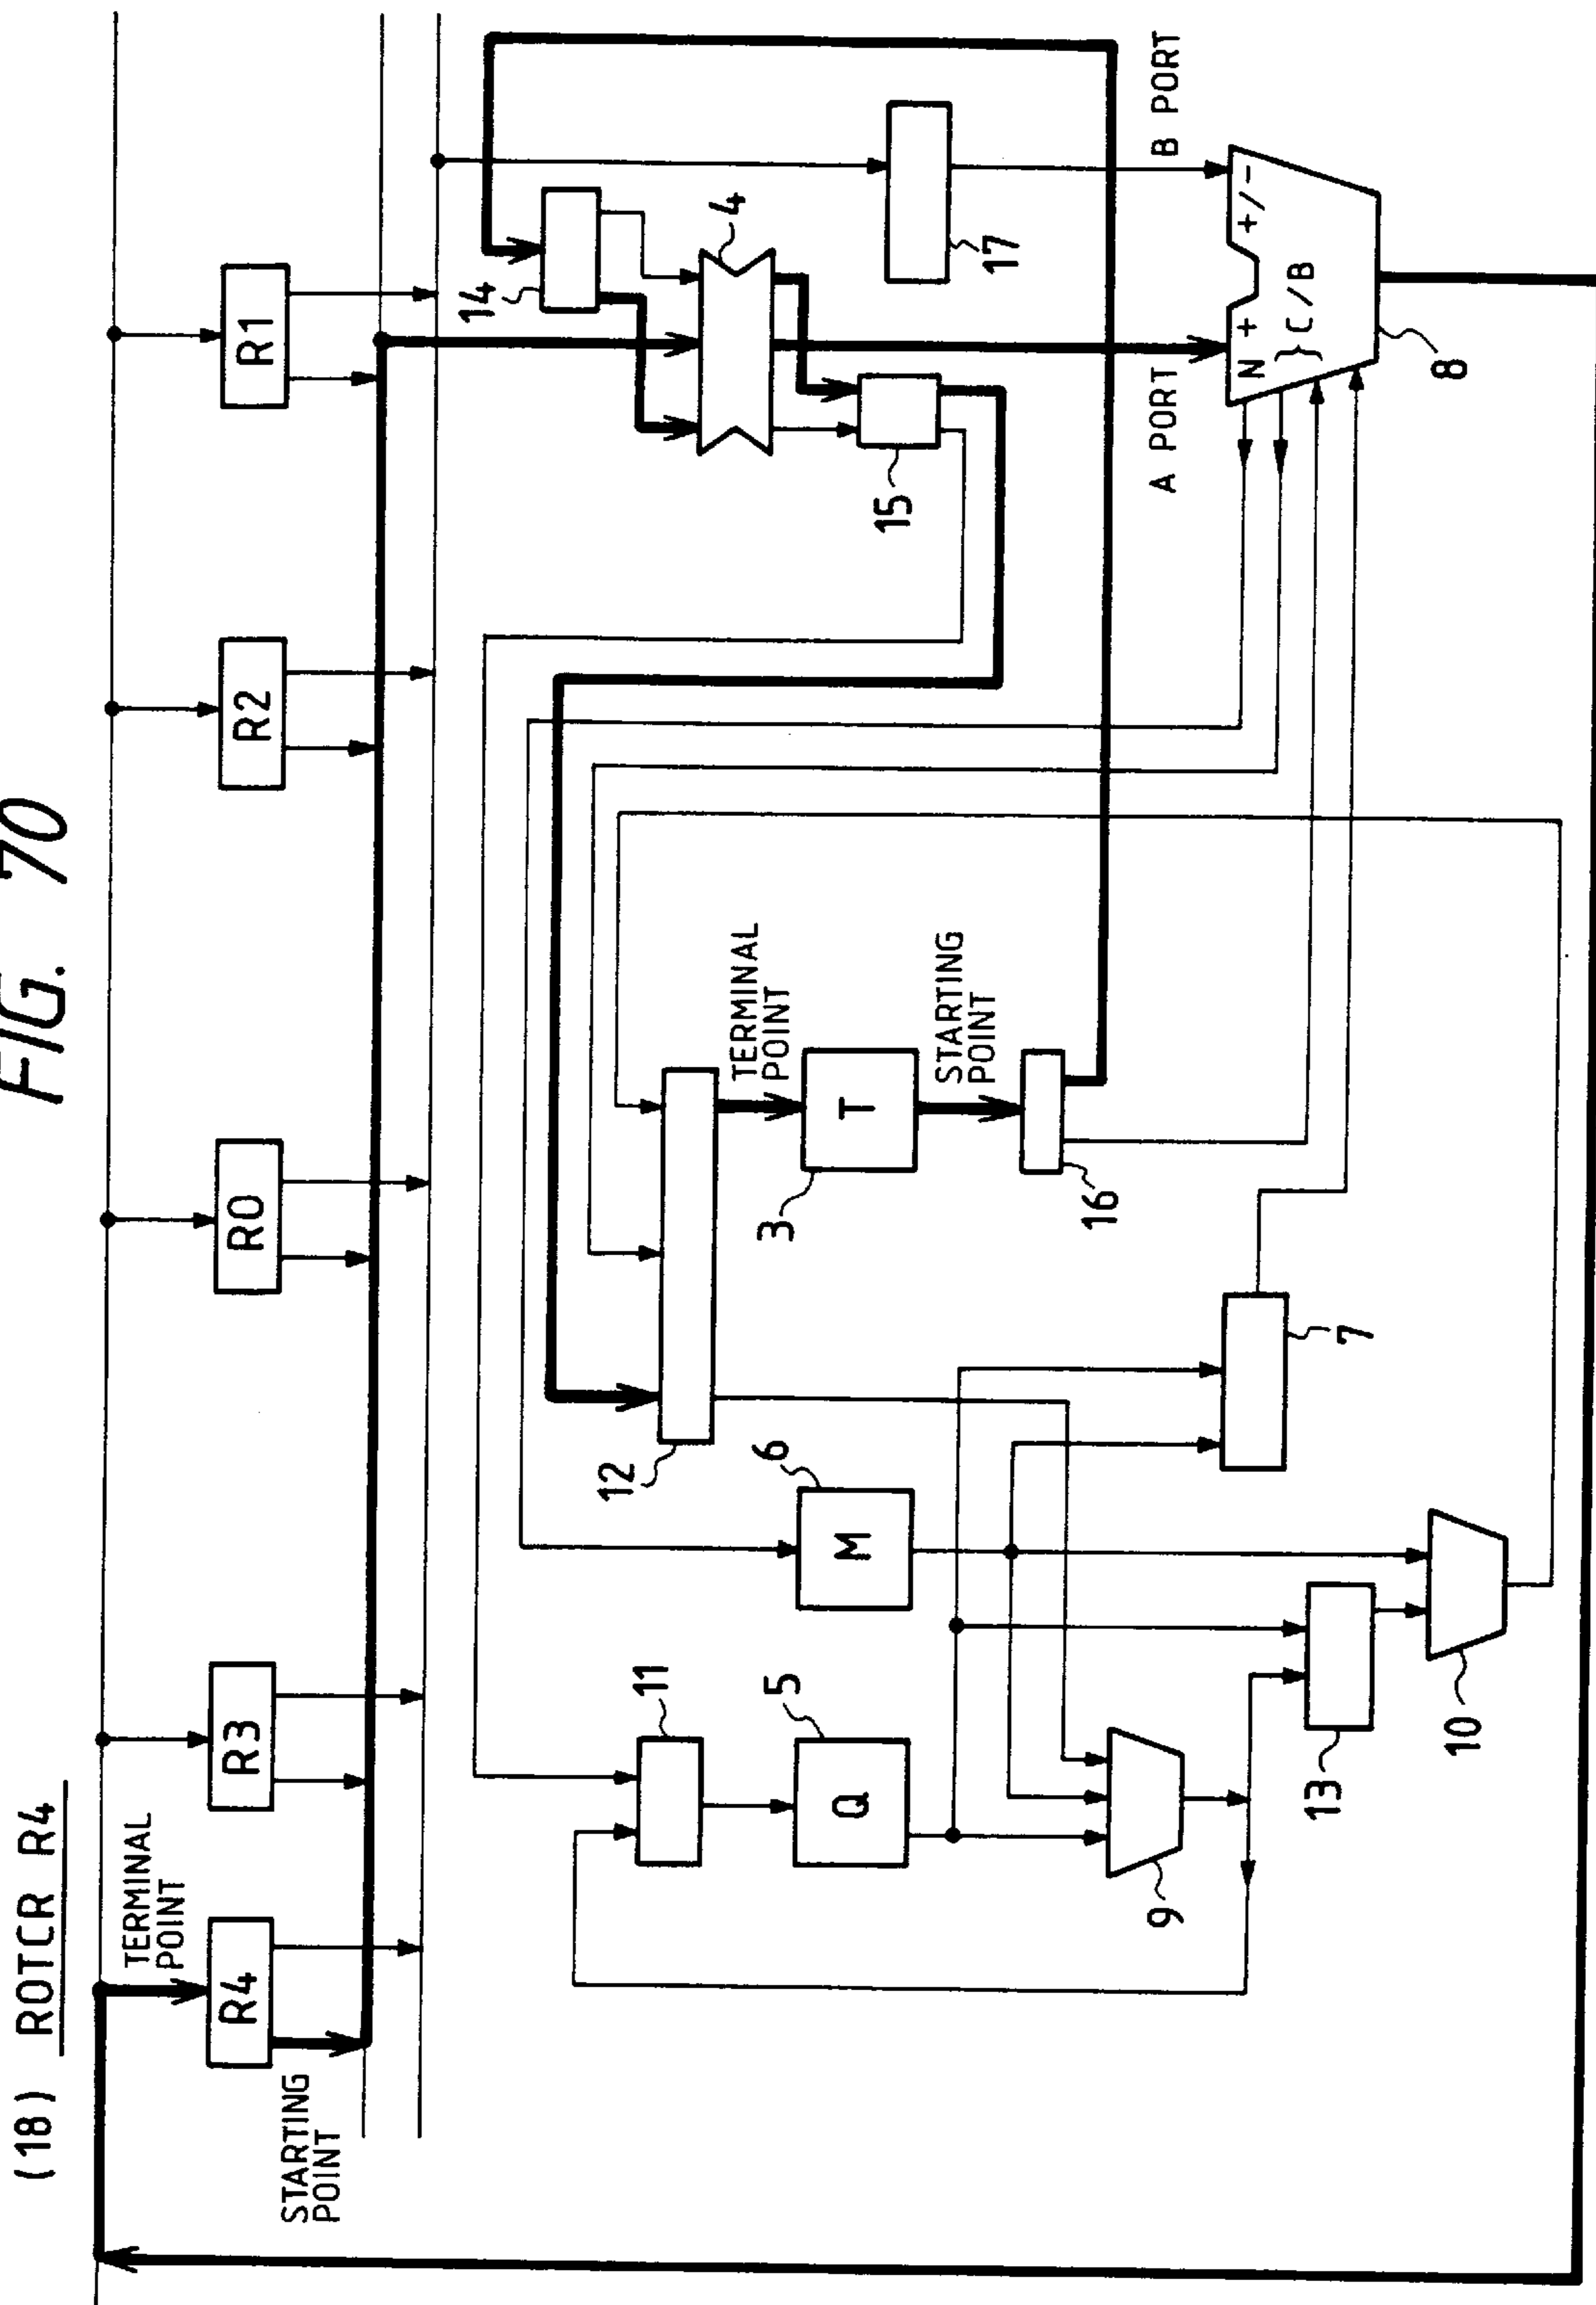 FIG. 70
(18) ROTCR R4
TERMINAL
POINT
R4
R3
R0
R2
R1
STARTING
POINT
14
4
12
11
6
5
M
Q
TERMINAL
POINT
3
T
STARTING
POINT
15
17
16
9
7
13
10
A PORT
B PORT
N + +/-
} C/B
8